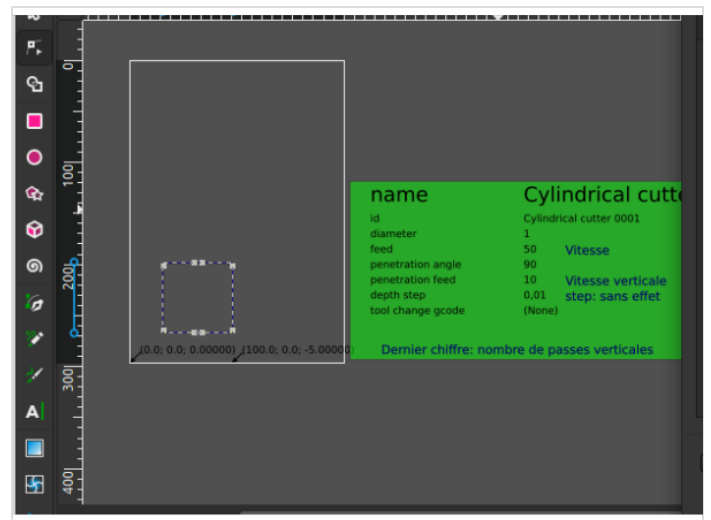 0
100
200
300
400
name Cylindrical cutte
id Cylindrical cutter 0001
diameter 1
feed 50 Vitesse
penetration angle 90
penetration feed 10 Vitesse verticale
depth step 0,01 step: sans effet
tool change gcode (None)
(0.0; 0.0; 0.00000) (100.0; 0.0; -5.00000)
Dernier chiffre: nombre de passes verticales
A